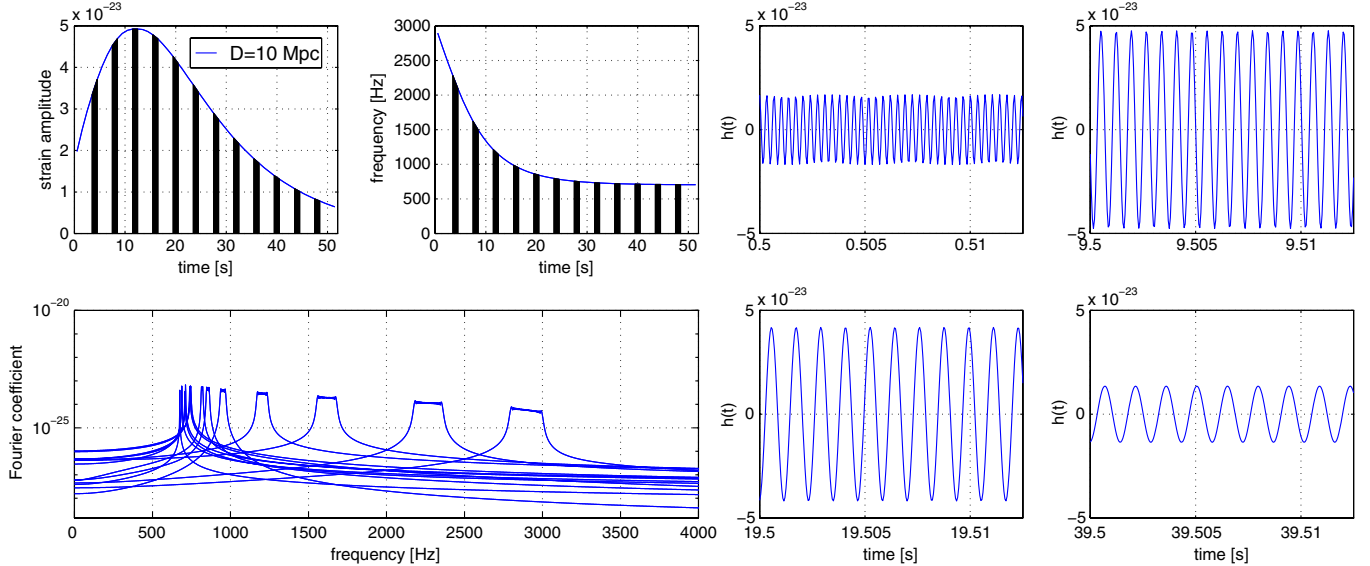 x 10⁻²³
5
4
3
2
1
0
strain amplitude
D=10 Mpc
0 10 20 30 40 50
time [s]
3000
2500
2000
1500
1000
500
0
frequency [Hz]
0 10 20 30 40 50
time [s]
x 10⁻²³
5
0
−5
h(t)
0.5 0.505 0.51
x 10⁻²³
5
0
−5
h(t)
9.5 9.505 9.51
10⁻²⁰
10⁻²⁵
Fourier coefficient
0 500 1000 1500 2000 2500 3000 3500 4000
frequency [Hz]
x 10⁻²³
5
0
−5
h(t)
19.5 19.505 19.51
time [s]
x 10⁻²³
5
0
−5
h(t)
39.5 39.505 39.51
time [s]